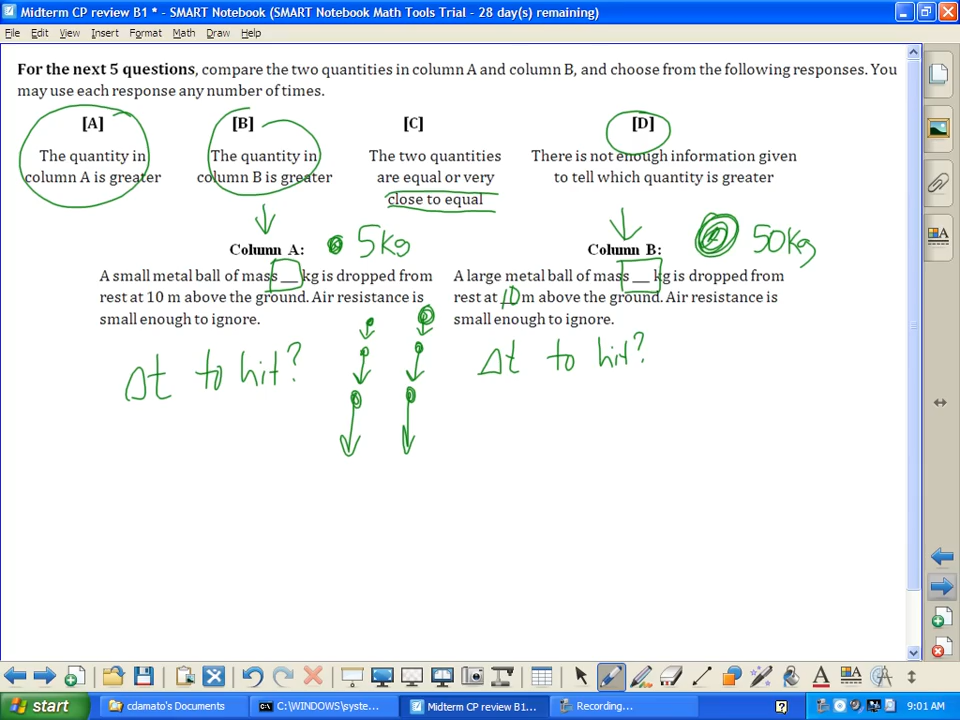 Midterm CP review B1 * - SMART Notebook (SMART Notebook Math Tools Trial - 28 day(s) remaining)
File Edit View Insert Format Math Draw Help
For the next 5 questions, compare the two quantities in column A and column B, and choose from the following responses. You
may use each response any number of times.
[A] [B] [C] [D]
The quantity in The quantity in The two quantities There is not enough information given
column A is greater column B is greater are equal or very to tell which quantity is greater
close to equal
Column A: 5kg Column B: 50kg
A small metal ball of mass __ kg is dropped from A large metal ball of mass __ kg is dropped from
rest at 10 m above the ground. Air resistance is rest at 10 m above the ground. Air resistance is
small enough to ignore. small enough to ignore.
Δt to hit? Δt to hit?
start cdamato's Documents C:\WINDOWS\syste... Midterm CP review B1... Recording... 9:01 AM